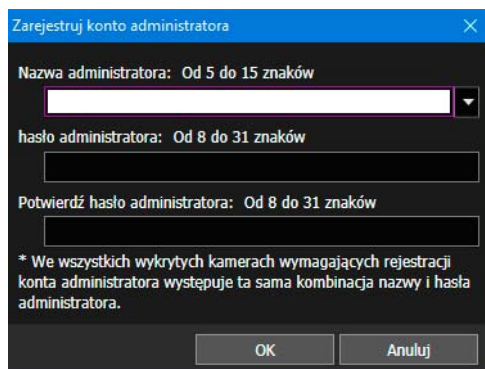 Zarejestruj konto administratora
Nazwa administratora: Od 5 do 15 znaków
hasło administratora: Od 8 do 31 znaków
Potwierdź hasło administratora: Od 8 do 31 znaków
* We wszystkich wykrytych kamerach wymagających rejestracji
konta administratora występuje ta sama kombinacja nazwy i hasła
administratora.
OK Anuluj